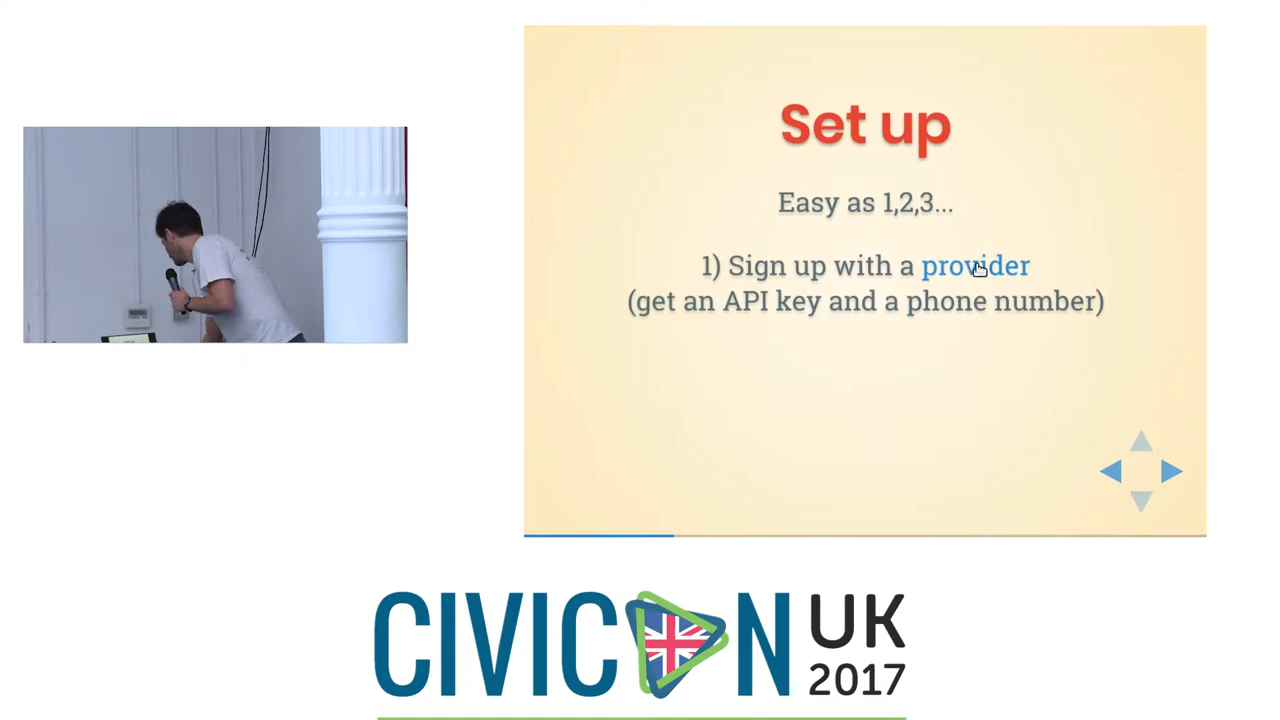 Set up
Easy as 1,2,3...
1) Sign up with a provider
(get an API key and a phone number)
CIVICON UK
2017